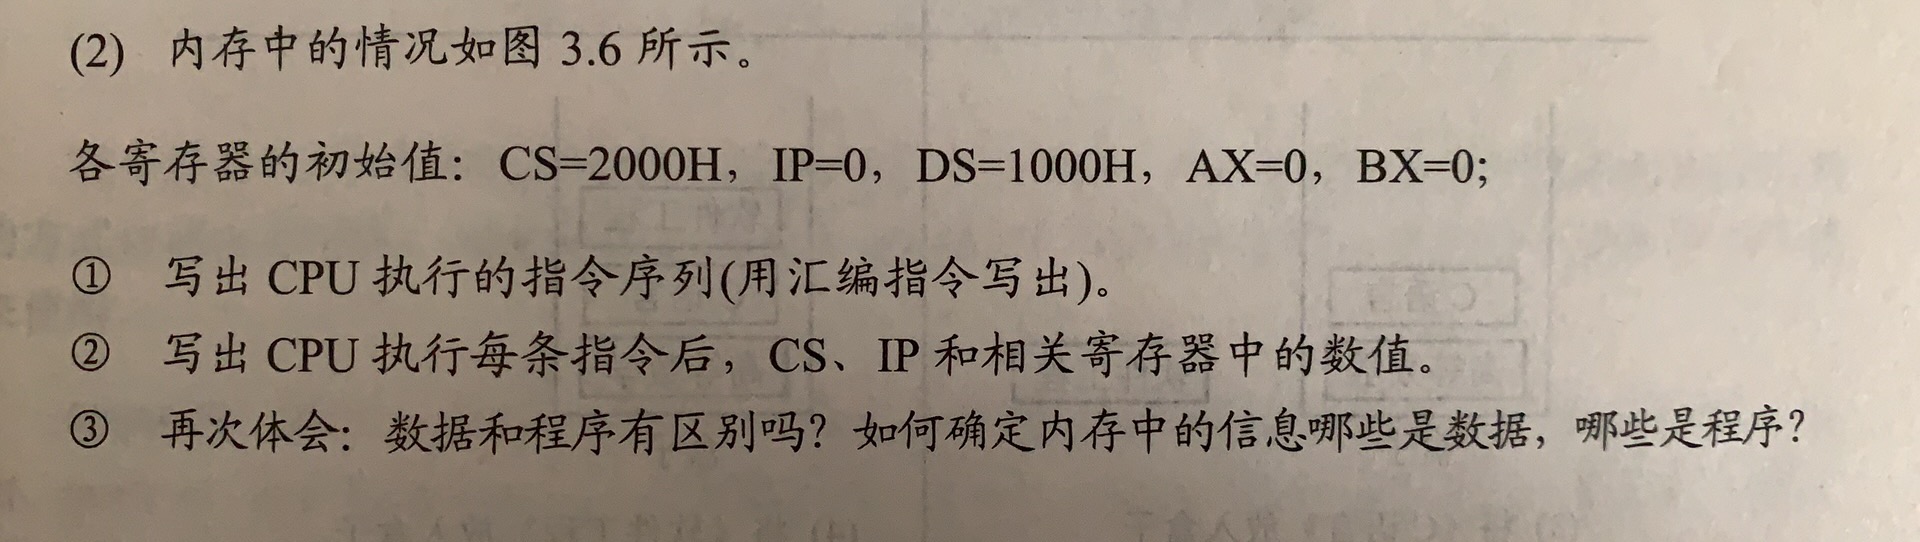 (2) 内存中的情况如图 3.6 所示。
各寄存器的初始值：CS=2000H，IP=0，DS=1000H，AX=0，BX=0;
① 写出 CPU 执行的指令序列(用汇编指令写出)。
② 写出 CPU 执行每条指令后，CS、IP 和相关寄存器中的数值。
③ 再次体会：数据和程序有区别吗？如何确定内存中的信息哪些是数据，哪些是程序？